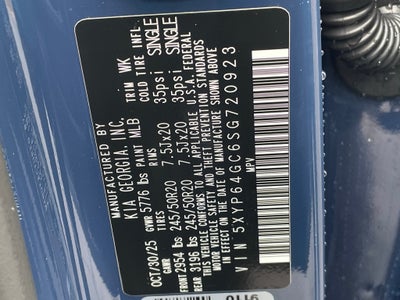 MANUFACTURED BY
KIA GEORGIA, INC.
OCT/30/25 PAINT MLB TRIM WK
GVWR 5776 lbs
GAWR TIRES RIMS COLD TIRE INFL.
FRONT 2954 lbs 245/50R20 7.5Jx20 35psi SINGLE
REAR 3196 lbs 245/50R20 7.5Jx20 35psi SINGLE
THIS VEHICLE CONFORMS TO ALL APPLICABLE U.S.A. FEDERAL
MOTOR VEHICLE SAFETY AND THEFT PREVENTION
STANDARDS IN EFFECT ON THE DATE OF MANUFACTURE SHOWN ABOVE
VIN 5XYP64GC6SG720923
MPV